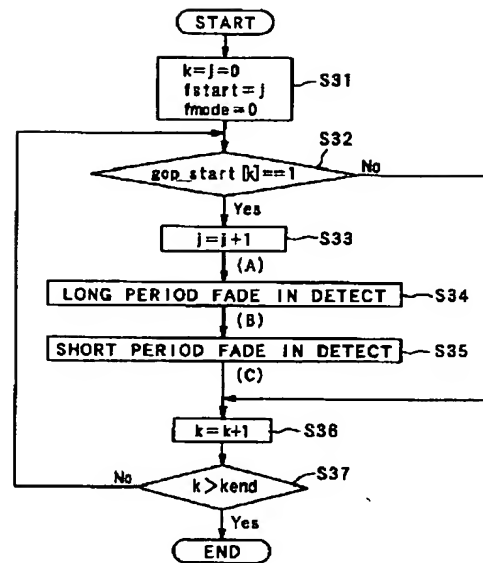 START
k=j=0
fstart=j
fmode=0
S31
S32
gop_start [k]==1
No
Yes
j=j+1
S33
(A)
LONG PERIOD FADE IN DETECT
S34
(B)
SHORT PERIOD FADE IN DETECT
S35
(C)
k=k+1
S36
No
k>kend
S37
Yes
END